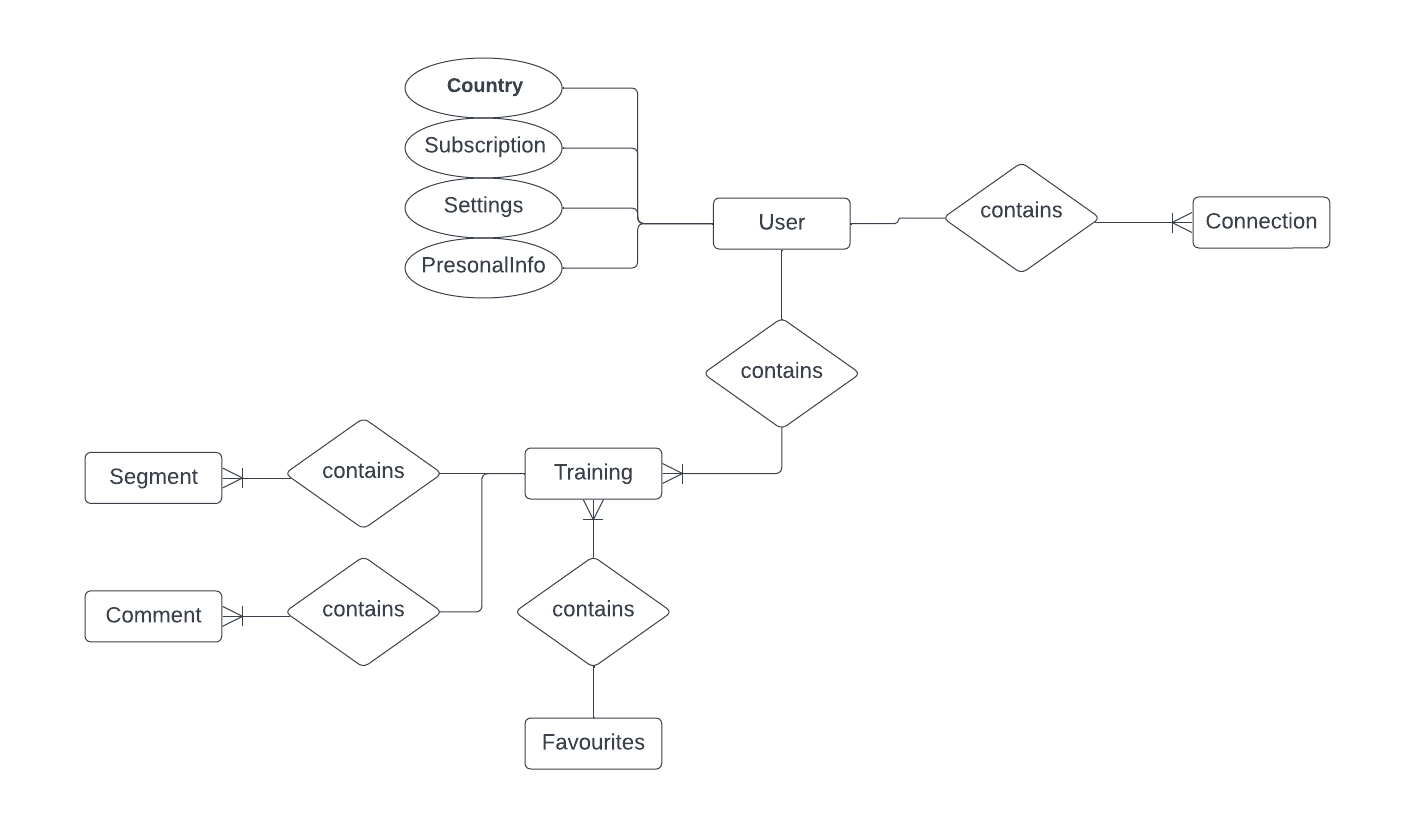 Country
Subscription
Settings
PresonalInfo
User
contains
Connection
contains
Segment
contains
Training
Comment
contains
contains
Favourites